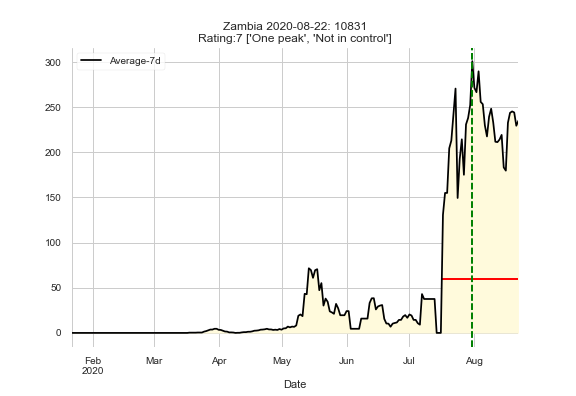 Zambia 2020-08-22: 10831
Rating:7 ['One peak', 'Not in control']
Average-7d
300
250
200
150
100
50
0
Feb
2020
Mar
Apr
May
Jun
Jul
Aug
Date